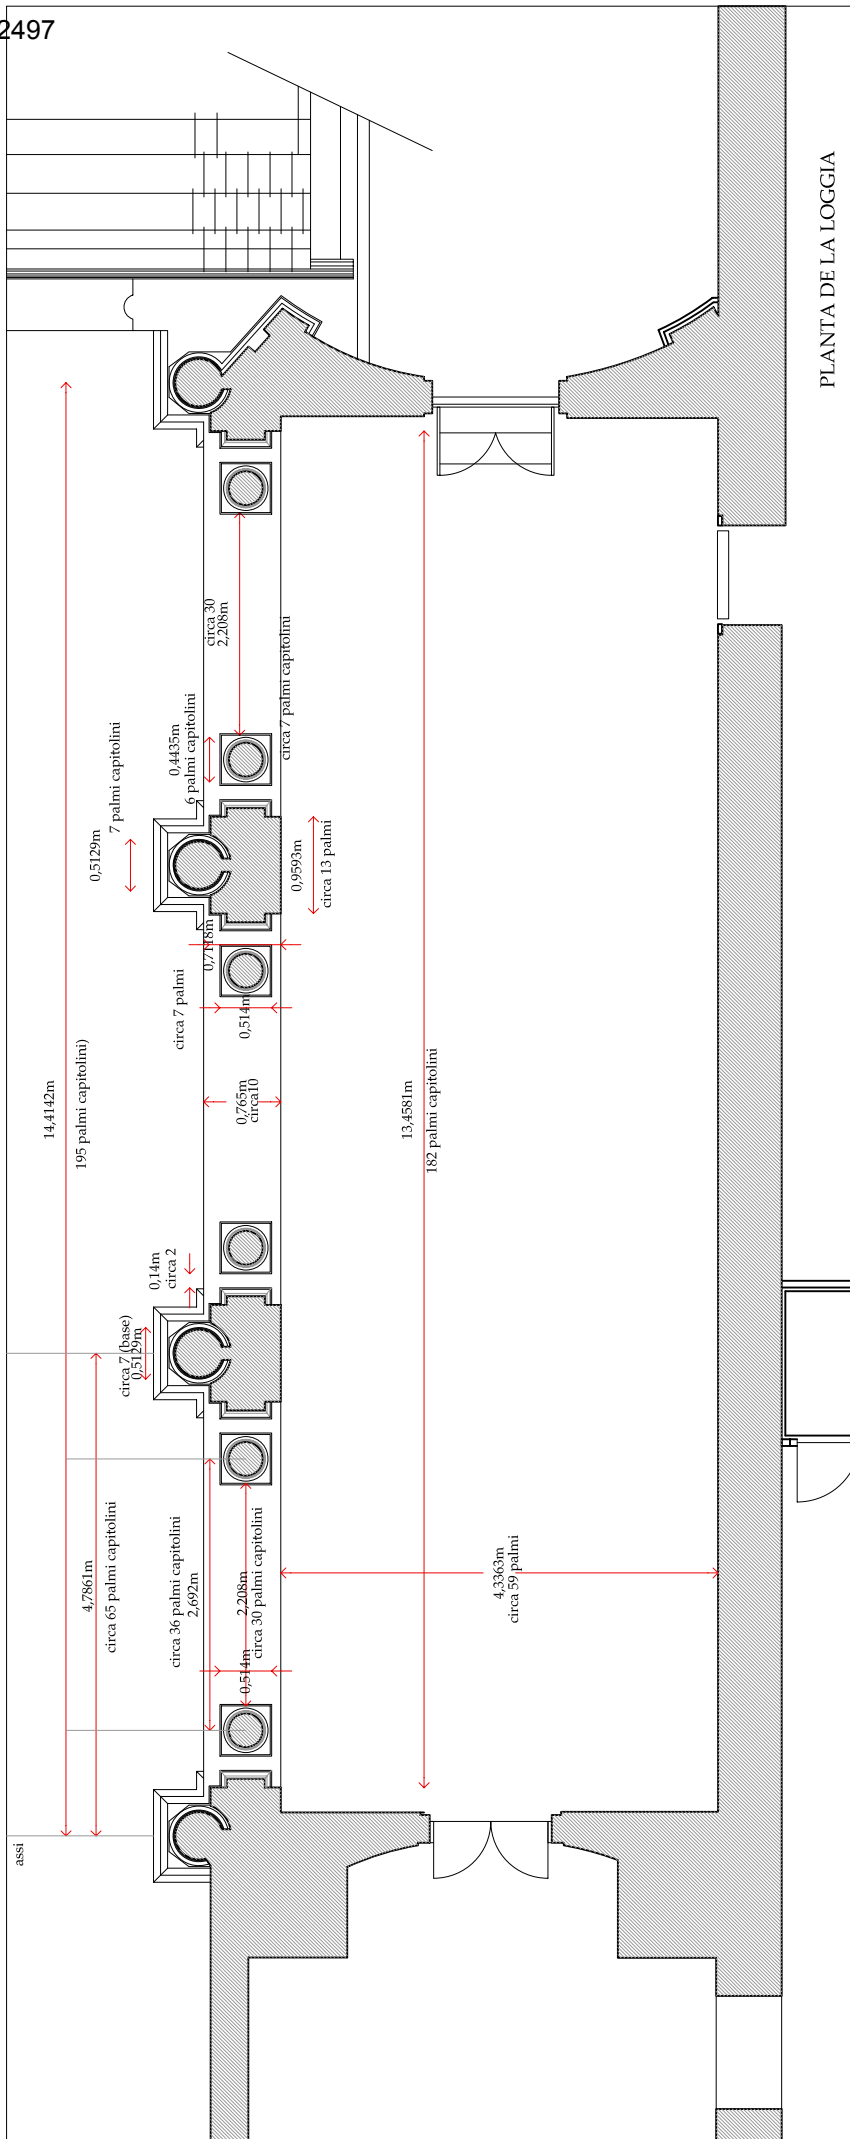 2497
PLANTA DE LA LOGGIA
circa 30
2,208m
circa 7 palmi capitolini
0,4435m
6 palmi capitolini
7 palmi capitolini
0,5129m
0,9593m
circa 13 palmi
0,7118m
circa 7 palmi
0,514m
0,765m
circa10
14,4142m
195 palmi capitolini)
13,4581m
182 palmi capitolini
0,14m
circa 2
circa 7 (base)
0,5129m
4,7861m
circa 65 palmi capitolini
circa 36 palmi capitolini
2,692m
2,208m
circa 30 palmi capitolini
0,514m
4,3363m
circa 59 palmi
assi